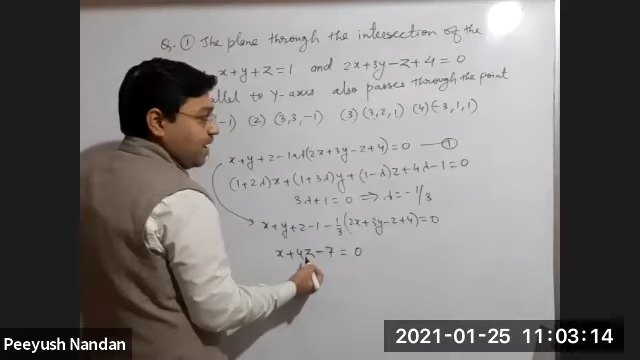 Q. ① The plane through the intersection of the
x+y+z=1 and 2x+3y-z+4=0
to Y-axis also passes through the point
-1) (2) (3,3,-1) (3) (3,2,1) (4) (-3,1,1)
x+y+z-1+λ(2x+3y-z+4)=0 —①
(1+2λ)x+(1+3λ)y+(1-λ)z+4λ-1=0
3λ+1=0 ⇒ λ=-1/3
x+y+z-1-1/3(2x+3y-z+4)=0
x+4z-7=0
Peeyush Nandan
2021-01-25 11:03:14